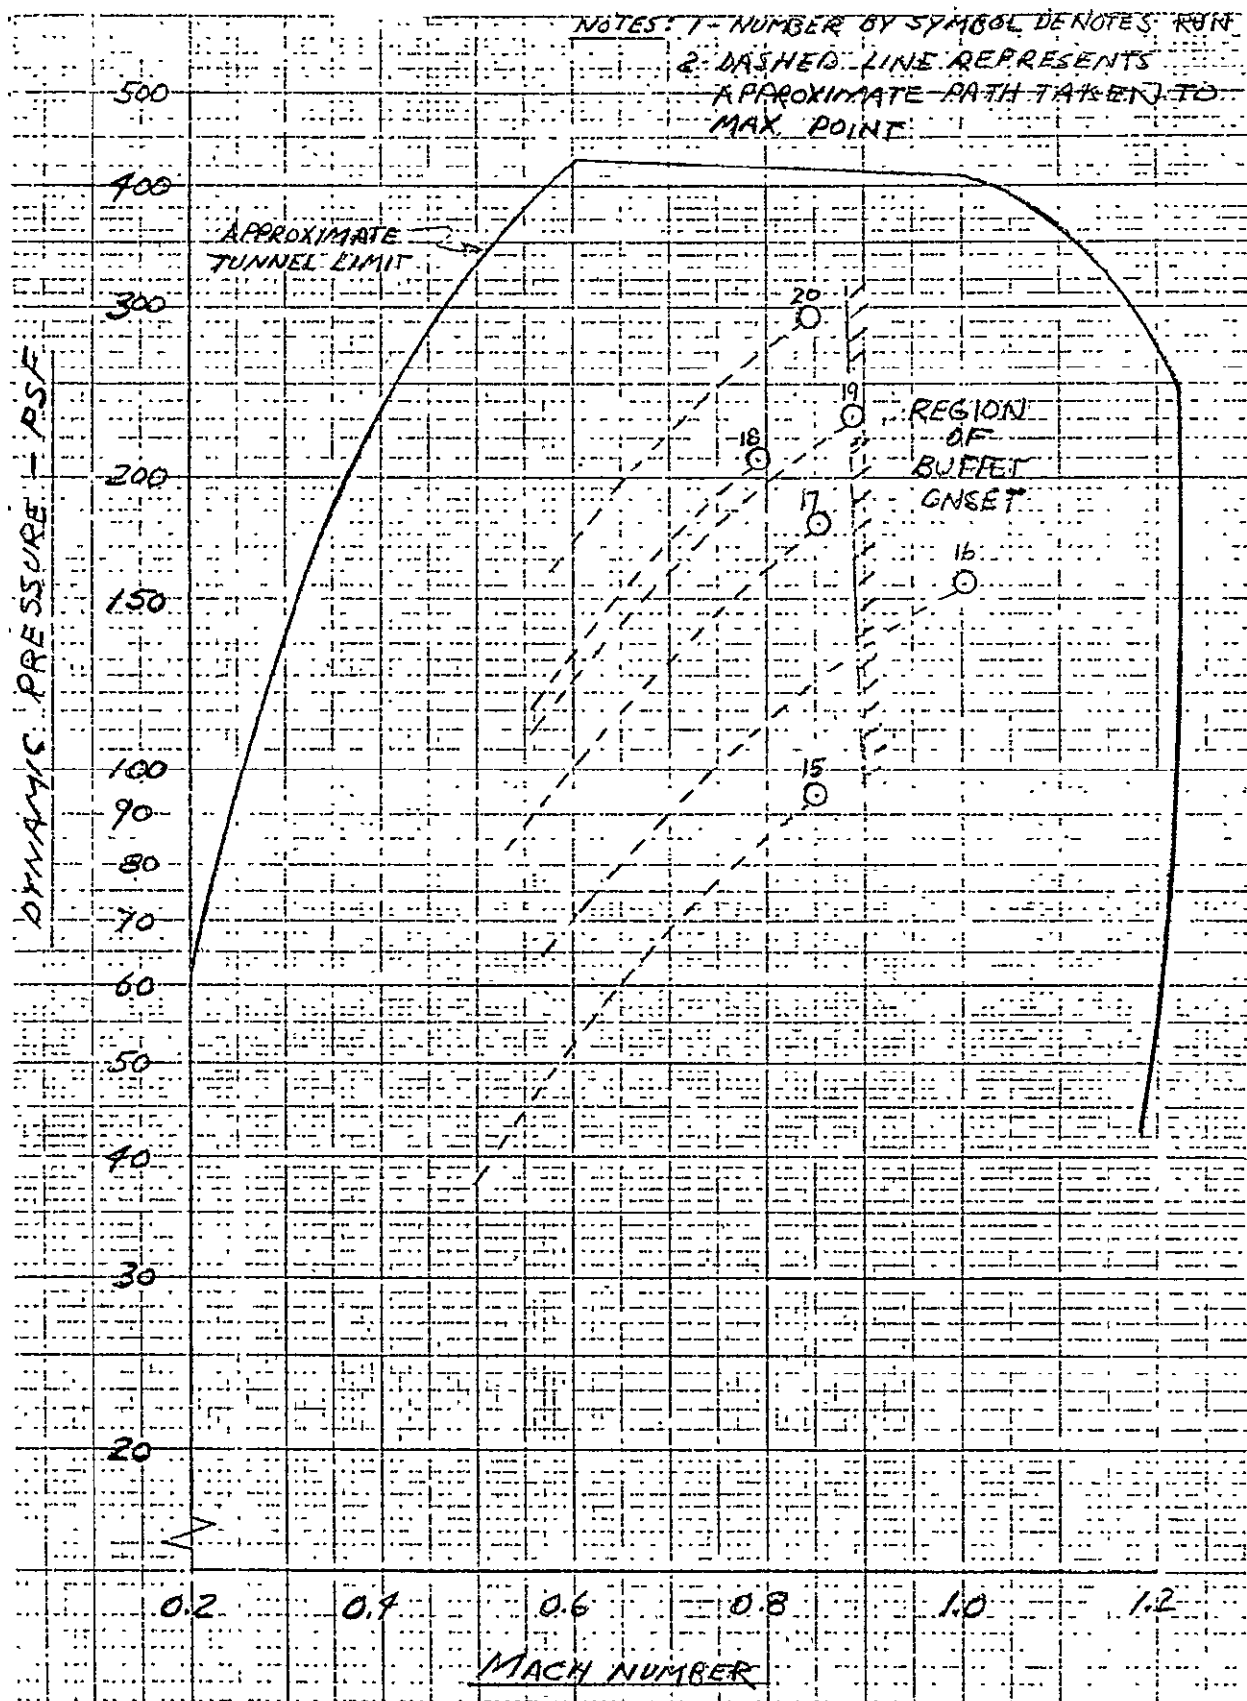 NOTES: 1- NUMBER BY SYMBOL DENOTES RUN
2- DASHED LINE REPRESENTS
APPROXIMATE PATH TAKEN TO
MAX. POINT
500
400
APPROXIMATE
TUNNEL LIMIT
300
20
19
REGION
OF
BUFFET
ONSET
18
200
17
16
150
100
15
90
80
70
60
50
40
30
20
DYNAMIC PRESSURE - PSF
0.2 0.4 0.6 0.8 1.0 1.2
MACH NUMBER